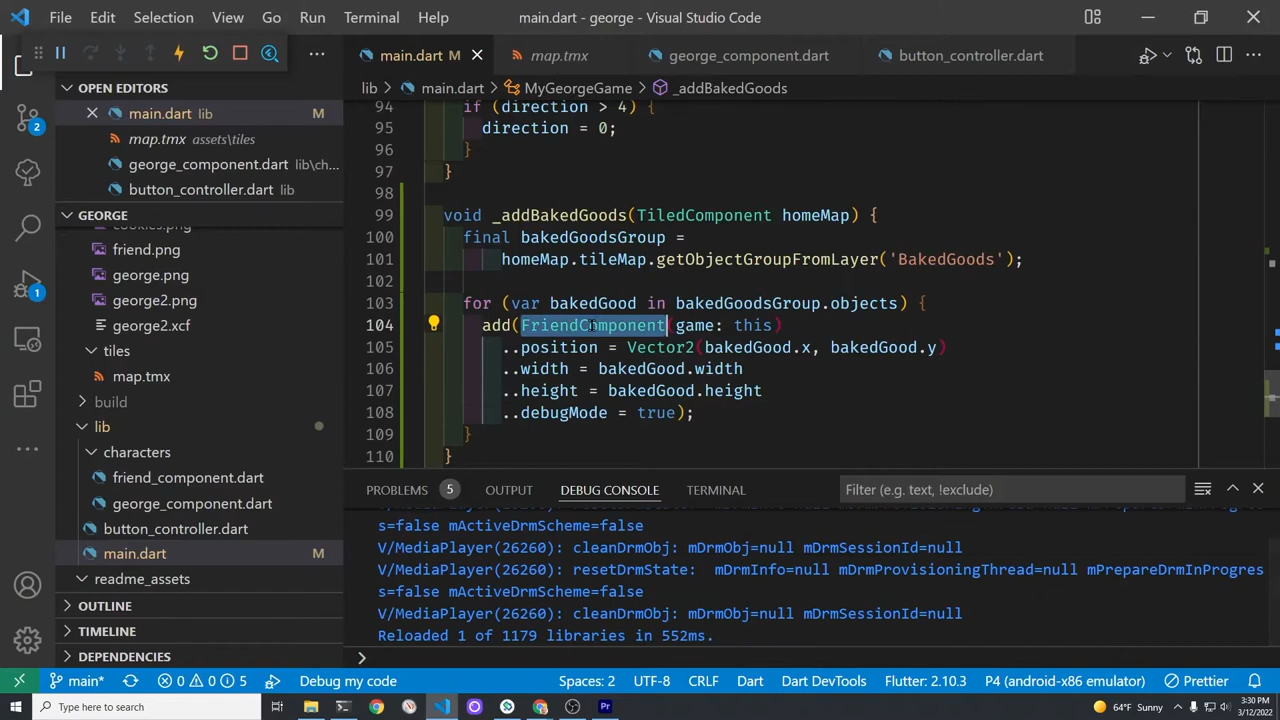 File Edit Selection View Go Run Terminal Help main.dart - george - Visual Studio Code
main.dart M map.tmx george_component.dart button_controller.dart
OPEN EDITORS
main.dart lib M
map.tmx assets\tiles
george_component.dart lib\ch...
button_controller.dart lib
GEORGE
friend.png
george.png
george2.png
george2.xcf
tiles
map.tmx
build
lib
characters
friend_component.dart
george_component.dart
button_controller.dart
main.dart M
readme_assets
OUTLINE
TIMELINE
DEPENDENCIES
2
lib > main.dart > MyGeorgeGame > _addBakedGoods
94 if (direction > 4) {
95 direction = 0;
96 }
97 }
98
99 void _addBakedGoods(TiledComponent homeMap) {
100 final bakedGoodsGroup =
101 homeMap.tileMap.getObjectGroupFromLayer('BakedGoods');
102
103 for (var bakedGood in bakedGoodsGroup.objects) {
104 add(FriendComponent(game: this)
105 ..position = Vector2(bakedGood.x, bakedGood.y)
106 ..width = bakedGood.width
107 ..height = bakedGood.height
108 ..debugMode = true);
109 }
110 }
PROBLEMS 5 OUTPUT DEBUG CONSOLE TERMINAL Filter (e.g. text, !exclude)
s=false mActiveDrmScheme=false
V/MediaPlayer(26260): cleanDrmObj: mDrmObj=null mDrmSessionId=null
V/MediaPlayer(26260): resetDrmState: mDrmInfo=null mDrmProvisioningThread=null mPrepareDrmInProgres
s=false mActiveDrmScheme=false
V/MediaPlayer(26260): cleanDrmObj: mDrmObj=null mDrmSessionId=null
Reloaded 1 of 1179 libraries in 552ms.
main* 0 0 5 Debug my code Spaces: 2 UTF-8 CRLF Dart Dart DevTools Flutter: 2.10.3 P4 (android-x86 emulator) Prettier
Type here to search 64°F Sunny 3:30 PM
3/12/2022